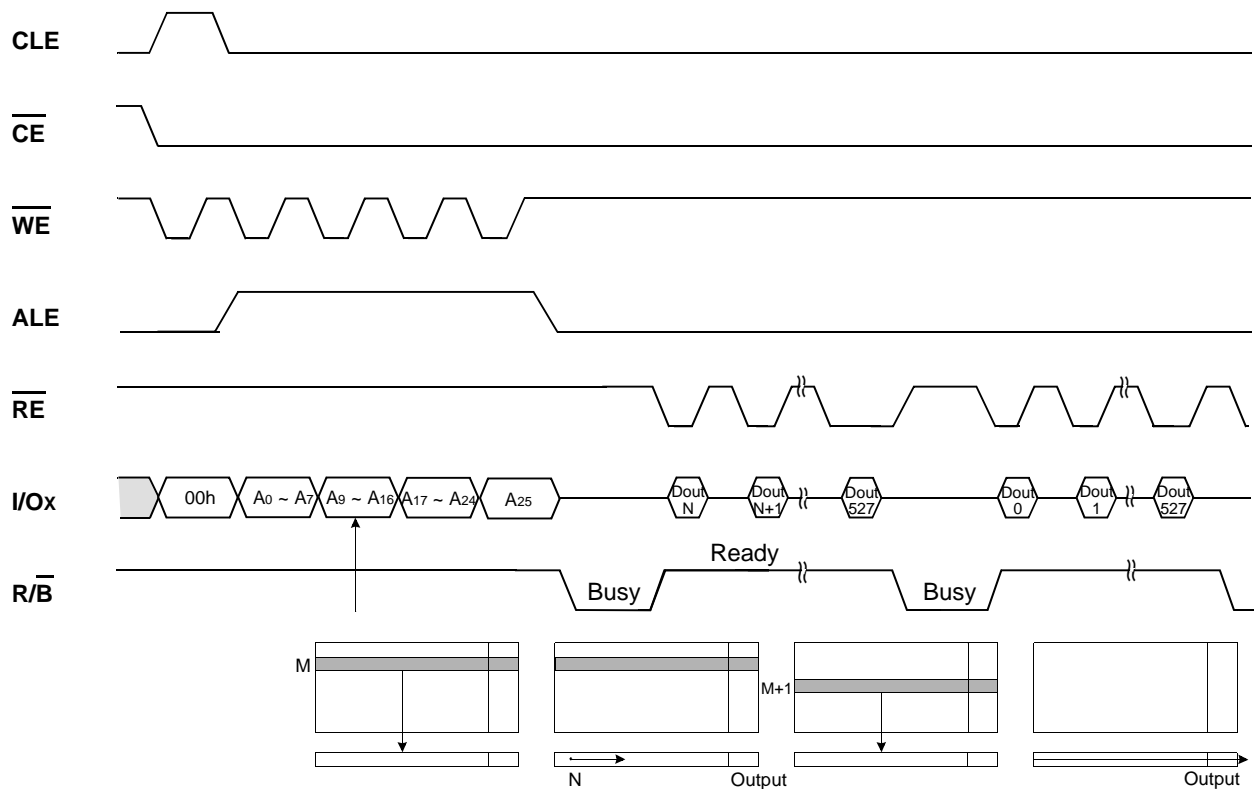 CLE
CE
WE
ALE
RE
I/Ox
00h
A0 ~ A7
A9 ~ A16
A17 ~ A24
A25
Dout
N
Dout
N+1
Dout
527
Dout
0
Dout
1
Dout
527
R/B
Busy
Ready
Busy
M
M+1
N
Output
Output